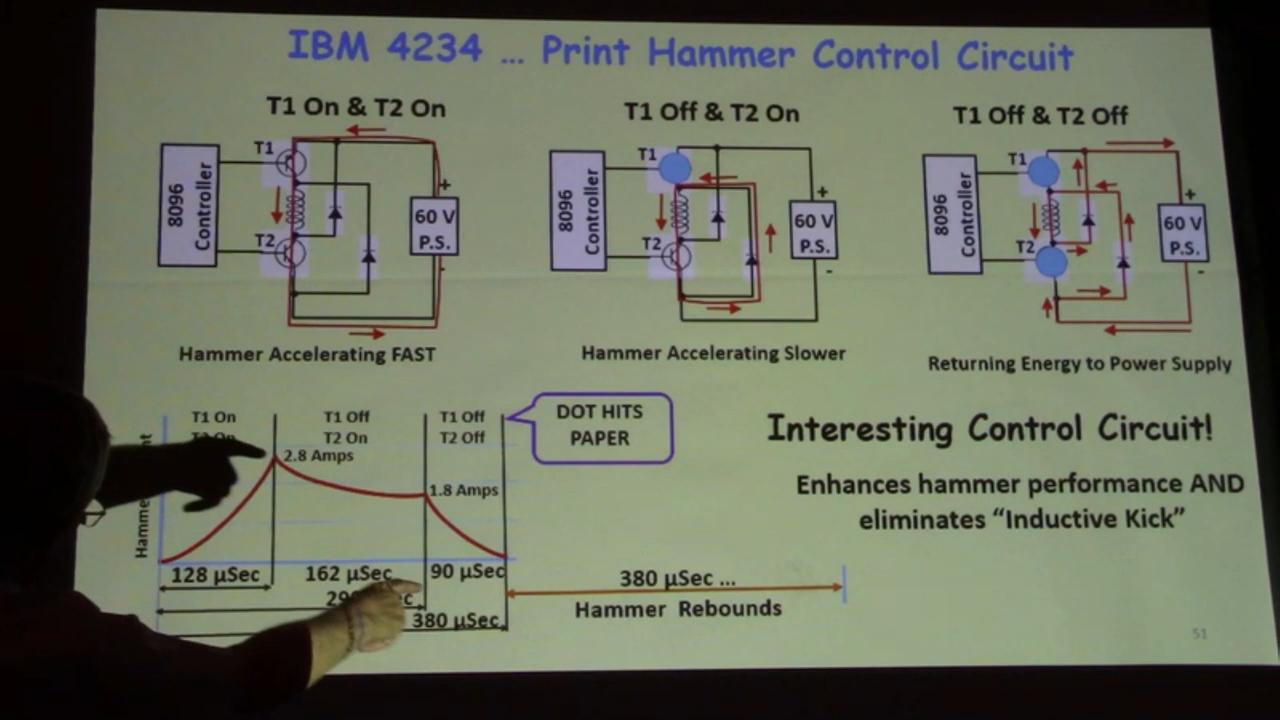 IBM 4234 ... Print Hammer Control Circuit
T1 On & T2 On
T1
T2
8096
Controller
+
60 V
P.S.
-
Hammer Accelerating FAST
T1 Off & T2 On
T1
T2
8096
Controller
+
60 V
P.S.
-
Hammer Accelerating Slower
T1 Off & T2 Off
T1
T2
8096
Controller
+
60 V
P.S.
-
Returning Energy to Power Supply
T1 On
T2 On
T1 Off
T2 On
T1 Off
T2 Off
DOT HITS
PAPER
2.8 Amps
1.8 Amps
Hammer
128 µSec
162 µSec
90 µSec
380 µSec
380 µSec ...
Hammer Rebounds
Interesting Control Circuit!
Enhances hammer performance AND
eliminates “Inductive Kick”
51